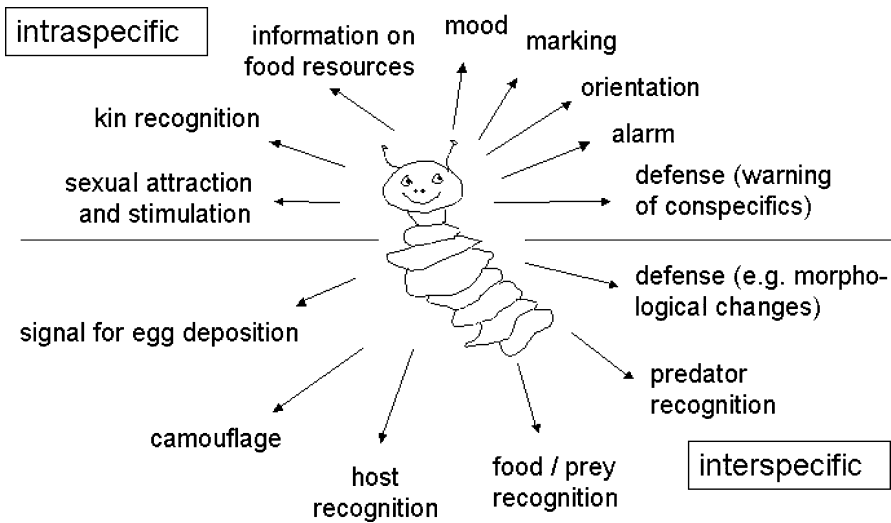 intraspecific
information on
food resources
mood
marking
orientation
kin recognition
alarm
sexual attraction
and stimulation
defense (warning
of conspecifics)
defense (e.g. morpho-
logical changes)
signal for egg deposition
predator
recognition
camouflage
host
recognition
food / prey
recognition
interspecific